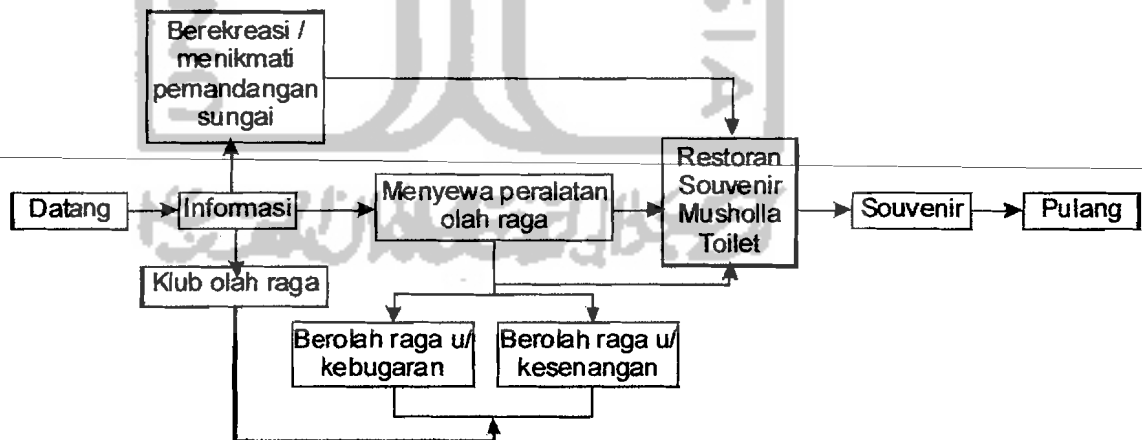 Berekreasi /
menikmati
pemandangan
sungai
Datang
Informasi
Menyewa peralatan
olah raga
Restoran
Souvenir
Musholla
Toilet
Souvenir
Pulang
Klub olah raga
Berolah raga u/
kebugaran
Berolah raga u/
kesenangan